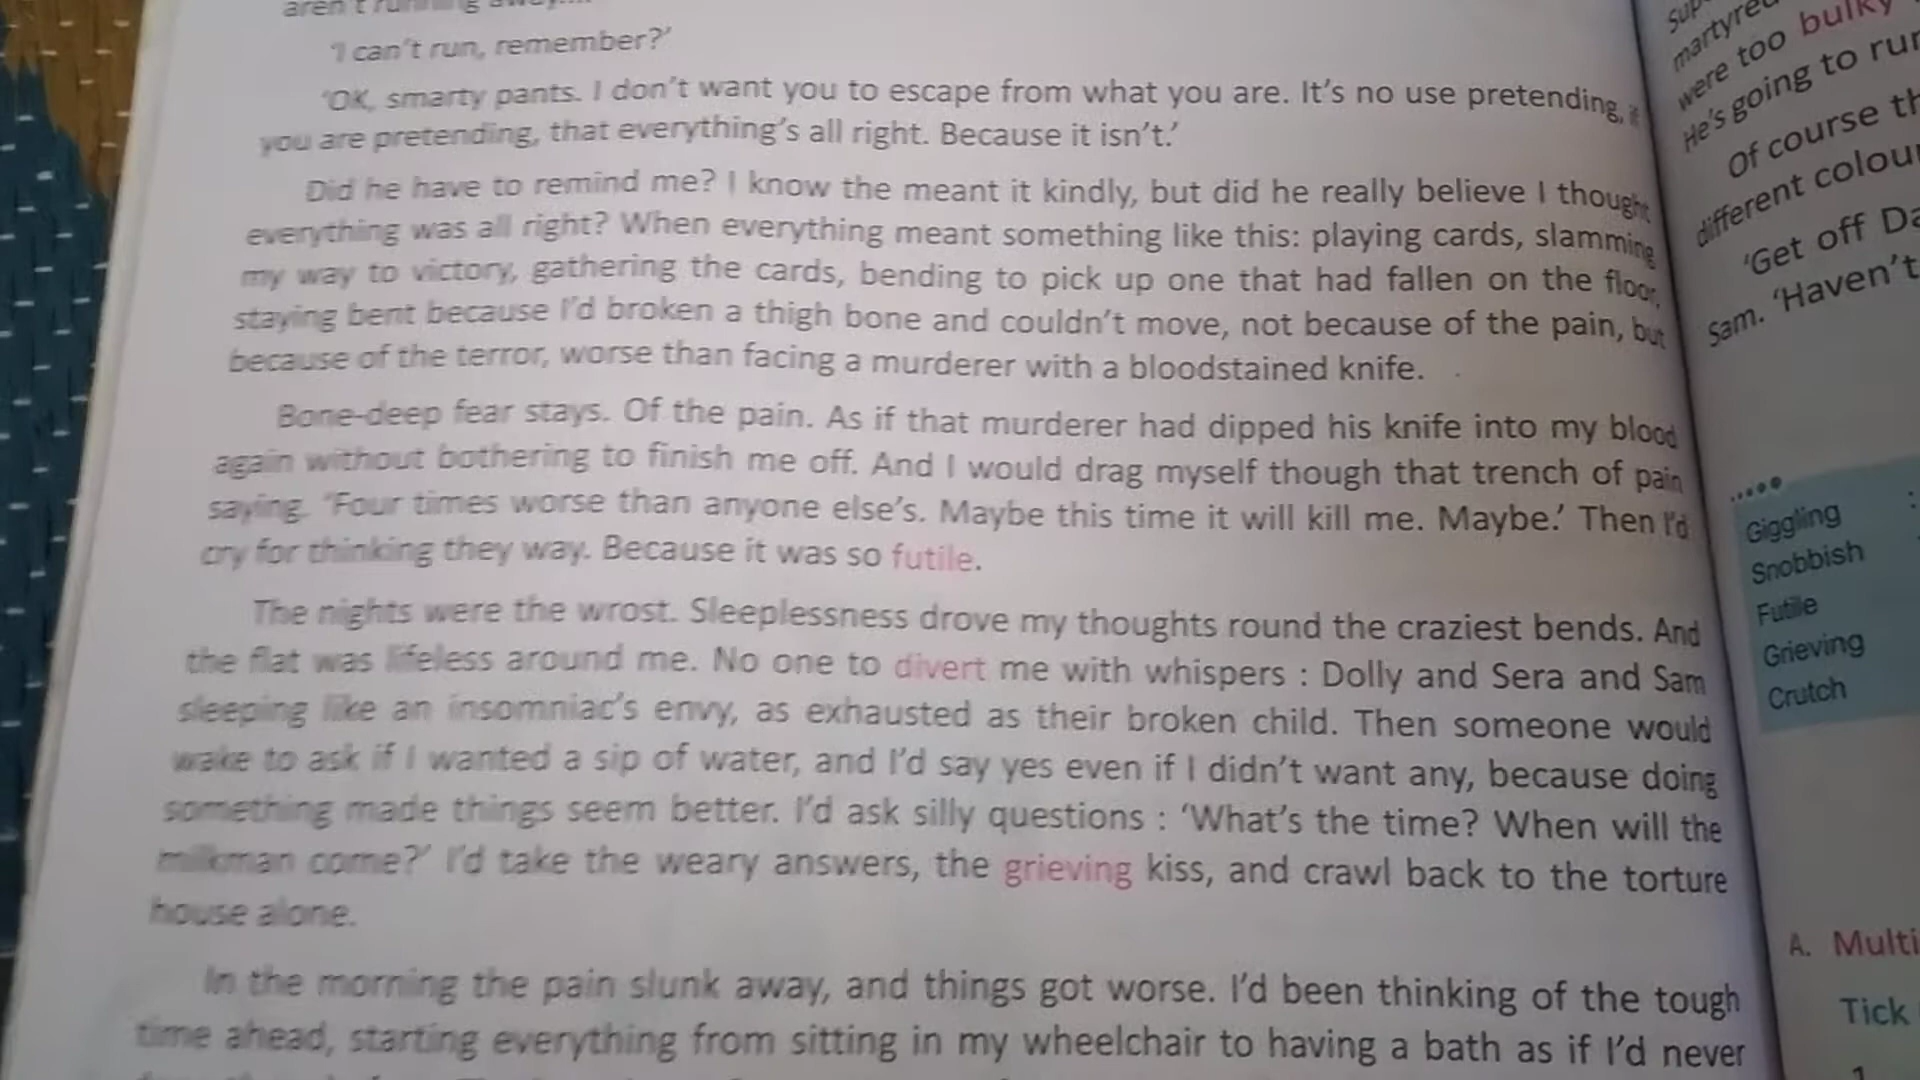 aren't running away....
'I can't run, remember?'
'OK, smarty pants. I don't want you to escape from what you are. It's no use pretending, if
you are pretending, that everything's all right. Because it isn't.'
Did he have to remind me? I know the meant it kindly, but did he really believe I thought
everything was all right? When everything meant something like this: playing cards, slamming
my way to victory, gathering the cards, bending to pick up one that had fallen on the floor,
staying bent because I'd broken a thigh bone and couldn't move, not because of the pain, but
because of the terror, worse than facing a murderer with a bloodstained knife.
Bone-deep fear stays. Of the pain. As if that murderer had dipped his knife into my blood
again without bothering to finish me off. And I would drag myself though that trench of pain
saying. 'Four times worse than anyone else's. Maybe this time it will kill me. Maybe.' Then I'd
cry for thinking they way. Because it was so futile.
The nights were the wrost. Sleeplessness drove my thoughts round the craziest bends. And
the flat was lifeless around me. No one to divert me with whispers : Dolly and Sera and Sam
sleeping like an insomniac's envy, as exhausted as their broken child. Then someone would
wake to ask if I wanted a sip of water, and I'd say yes even if I didn't want any, because doing
something made things seem better. I'd ask silly questions : 'What's the time? When will the
milkman come?' I'd take the weary answers, the grieving kiss, and crawl back to the torture
house alone.
In the morning the pain slunk away, and things got worse. I'd been thinking of the tough
time ahead, starting everything from sitting in my wheelchair to having a bath as if I'd never
martyred
were too bulky
He's going to run
Of course th
different colour
'Get off Da
Sam. 'Haven't
Giggling :
Snobbish
Futile
Grieving
Crutch
A. Multi
Tick